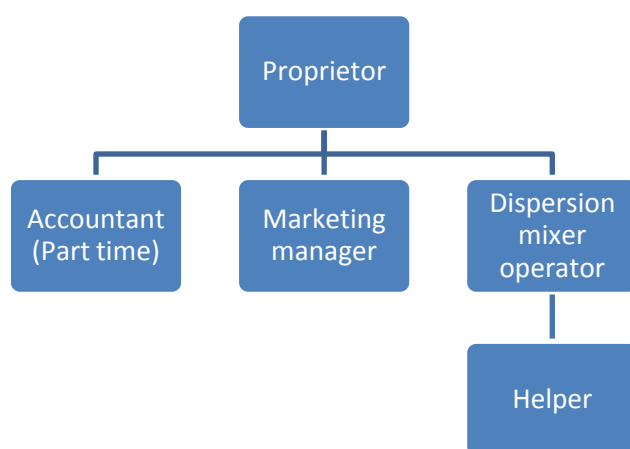 Proprietor
Accountant
(Part time)
Marketing
manager
Dispersion
mixer
operator
Helper